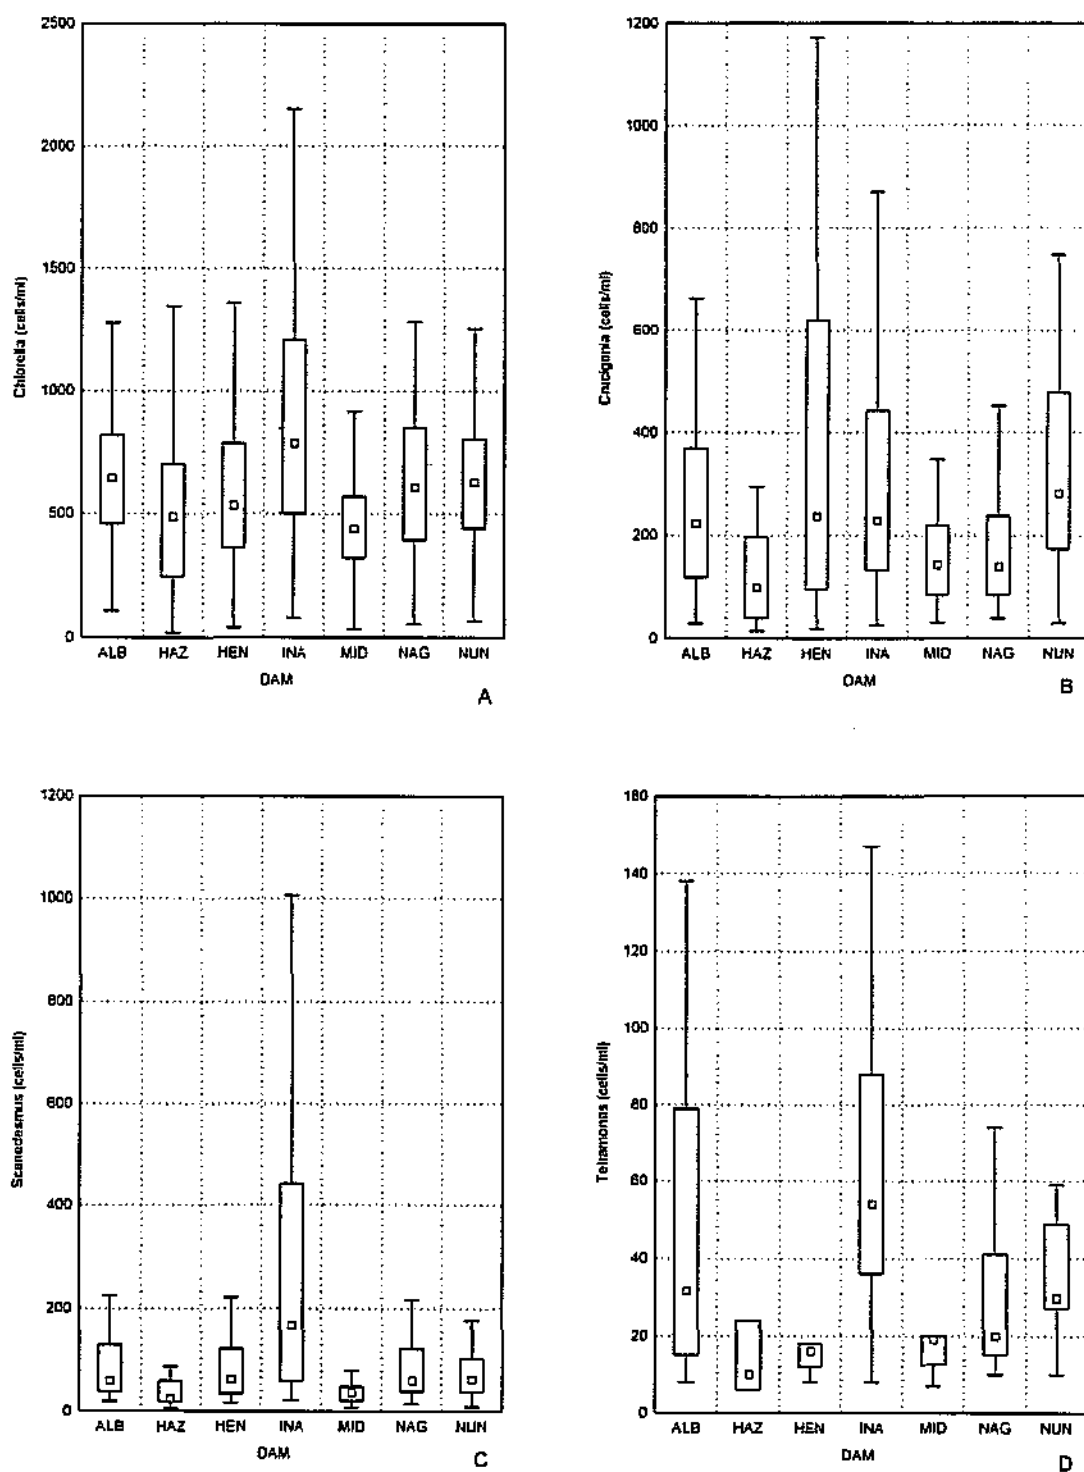 2500
2000
1500
1000
500
0
Chlorella (cells/ml)
ALB HAZ HEN INA MID NAG NUN
DAM
A
1200
1000
800
600
400
200
0
Crucigenia (cells/ml)
ALB HAZ HEN INA MID NAG NUN
DAM
B
1200
1000
800
600
400
200
0
Scenedesmus (cells/ml)
ALB HAZ HEN INA MID NAG NUN
DAM
C
180
140
120
100
80
60
40
20
0
(cells/ml)
ALB HAZ HEN INA MID NAG NUN
DAM
D